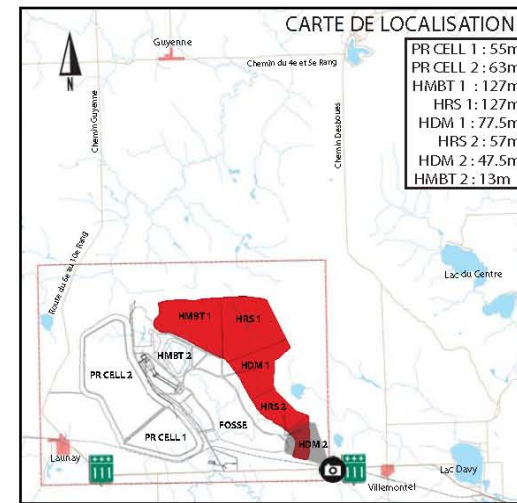 CARTE DE LOCALISATION
PR CELL 1 : 55m
PR CELL 2 : 63m
HMBT 1 : 127m
HRS 1 : 127m
HDM 1 : 77.5m
HRS 2 : 57m
HDM 2 : 47.5m
HMBT 2 : 13m
Guyenne
Chemin du 4e et 5e Rang
N
Chemin Guyenne
Chemin Desboues
Route du 6e au 10e Rang
Lac du Centre
HMBT 1
HRS 1
HMBT 2
HDM 1
PR CELL 2
HRS 2
FOSSE
PR CELL 1
HDM 2
Launay
111
111
Lac Davy
Villemontel